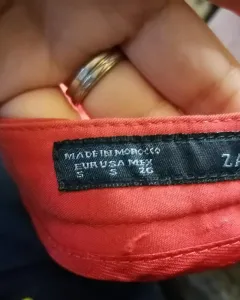 MADE IN MOROCCO
EUR USA MEX
S S 26
ZA